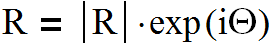 R = |R|·exp(iΘ)